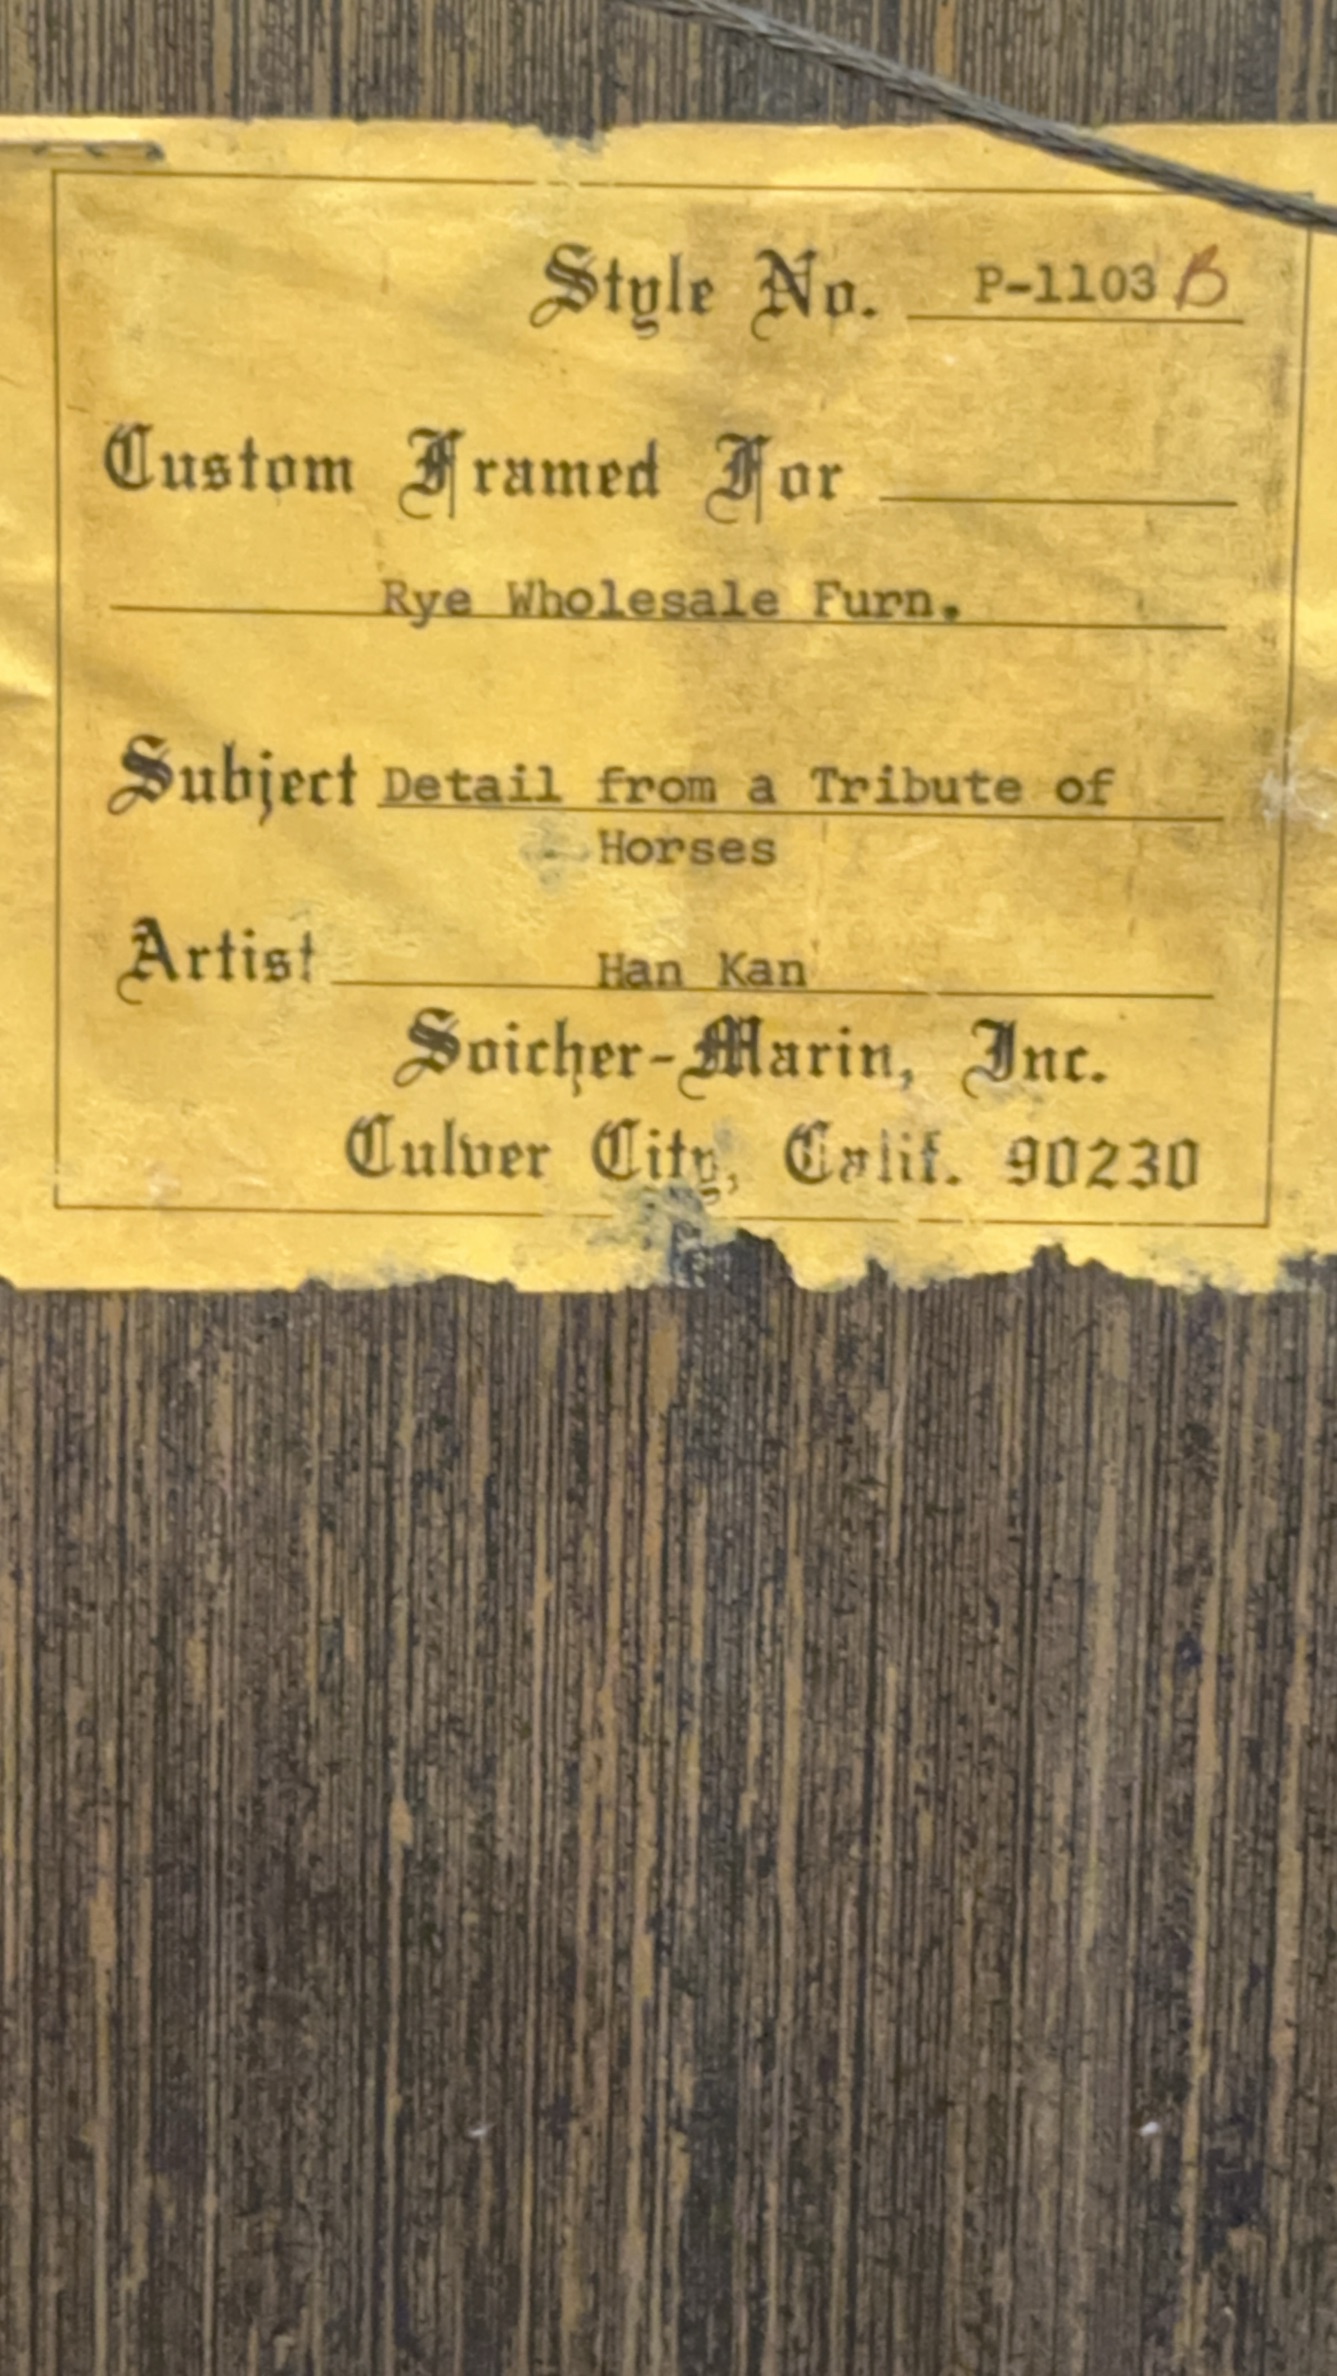 Style No. P-1103 B
Custom Framed For
Rye Wholesale Furn.
Subject Detail from a Tribute of
Horses
Artist Han Kan
Soicher-Marin, Inc.
Culver City, Calif. 90230